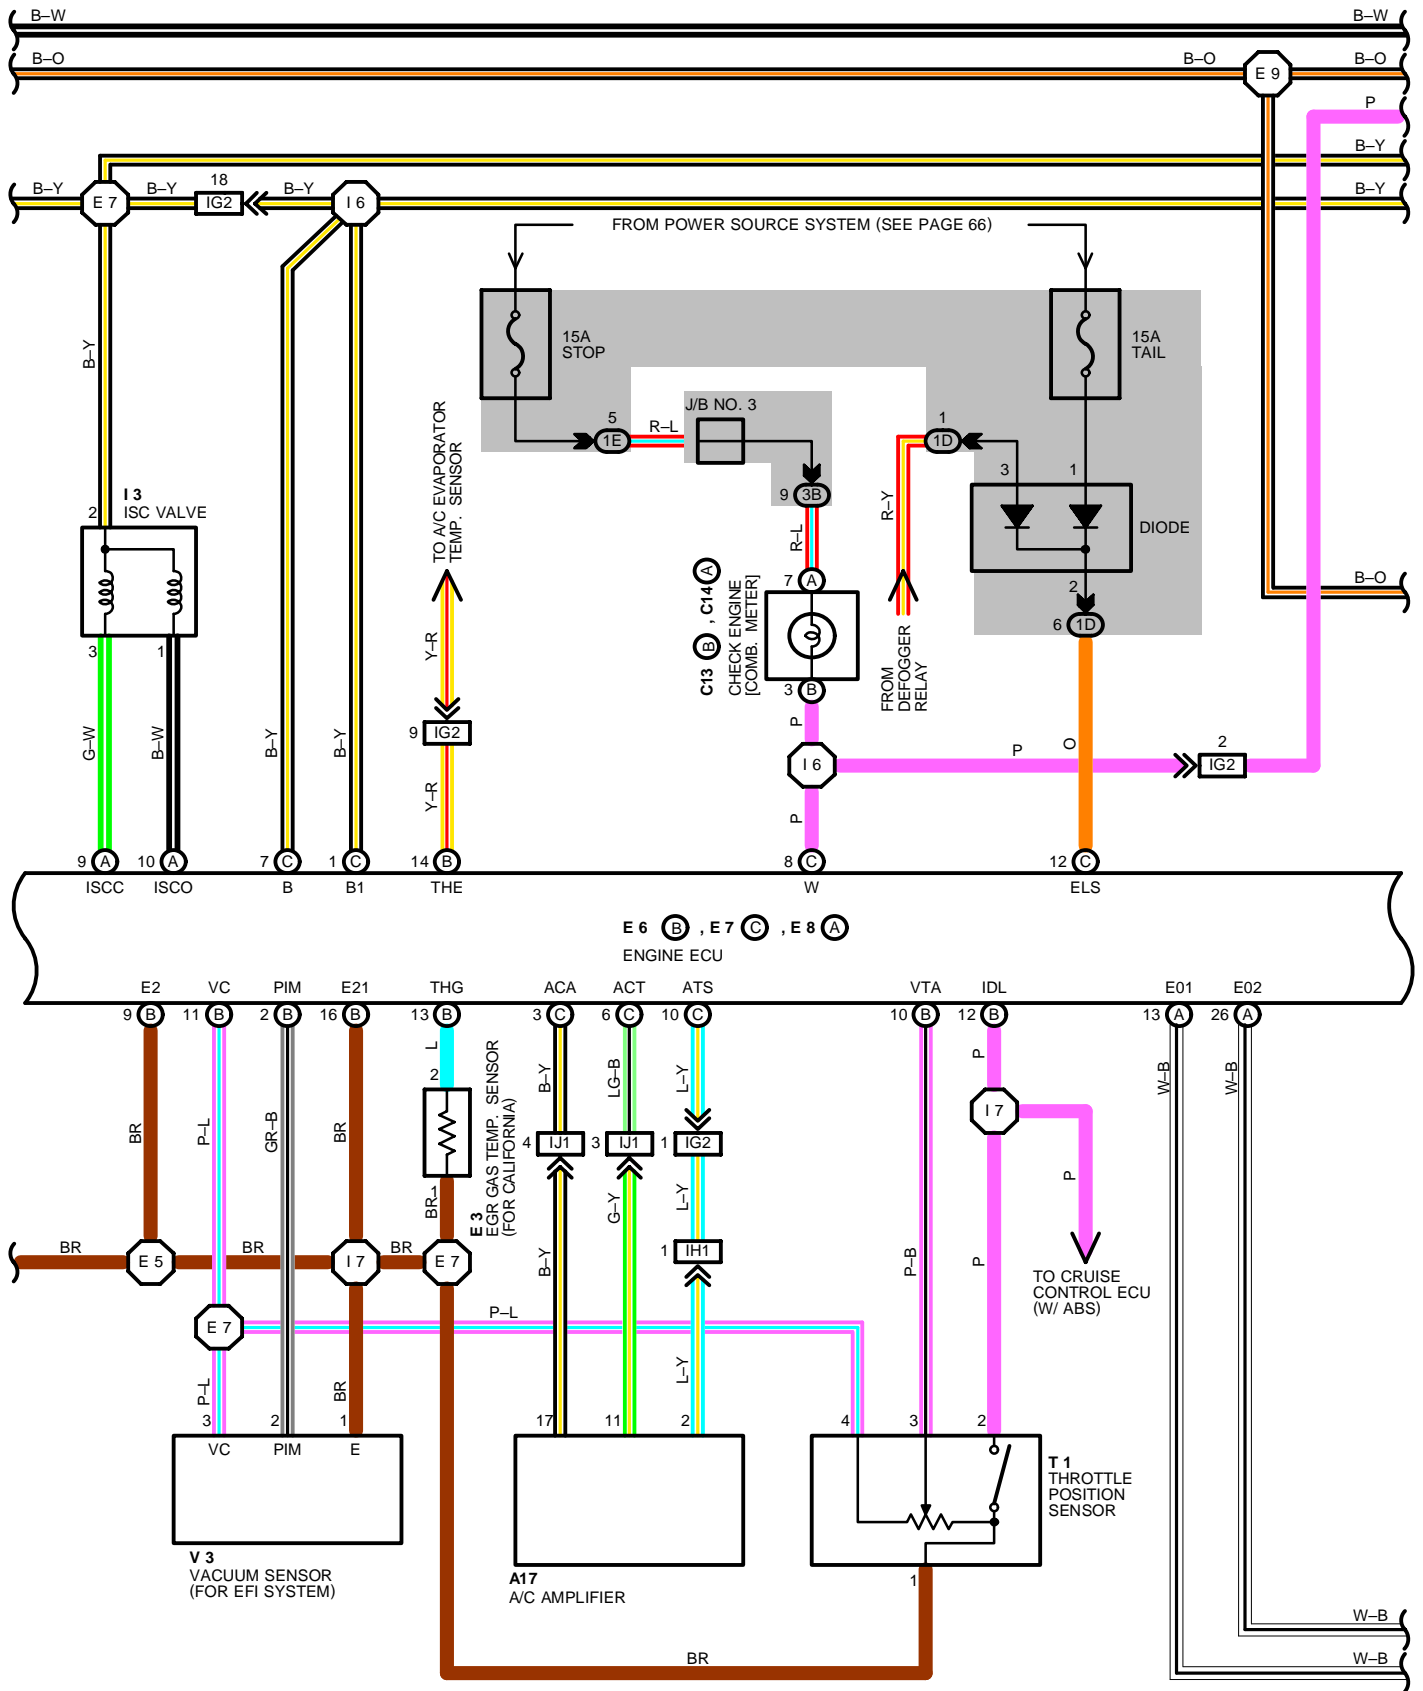 B–W
B–W
B–O
B–O
E 9
B–O
P
B–Y
B–Y
E 7
B–Y
18
IG2
B–Y
I 6
B–Y
FROM POWER SOURCE SYSTEM (SEE PAGE 66)
15A
STOP
15A
TAIL
B–Y
J/B NO. 3
5
1E
R–L
1
1D
TO A/C EVAPORATOR
TEMP. SENSOR
3
1
9
3B
I 3
ISC VALVE
2
R–Y
DIODE
R–L
7
A
2
B–O
6
1D
C13 B , C14 A
CHECK ENGINE
[COMB. METER]
3
1
Y–R
3
B
FROM
DEFOGGER
RELAY
P
9
IG2
G–W
B–W
B–Y
B–Y
I 6
P
O
2
IG2
Y–R
P
9
A
10
A
7
C
1
C
14
B
8
C
12
C
ISCC
ISCO
B
B1
THE
W
ELS
E 6 B , E 7 C , E 8 A
ENGINE ECU
E2
VC
PIM
E21
THG
ACA
ACT
ATS
VTA
IDL
E01
E02
9
B
11
B
2
B
16
B
13
B
3
C
6
C
10
C
10
B
12
B
13
A
26
A
L
2
P
B–Y
LG–B
L–Y
W–B
W–B
BR
P–L
GR–B
BR
I 7
4
IJ1
3
IJ1
1
IG2
E 3
EGR GAS TEMP. SENSOR
(FOR CALIFORNIA)
P
1
BR
G–Y
L–Y
BR
E 5
BR
I 7
BR
E 7
B–Y
1
IH1
P–B
P
TO CRUISE
CONTROL ECU
(W/ ABS)
E 7
P–L
P–L
BR
L–Y
3
2
1
17
11
2
4
3
2
VC
PIM
E
T 1
THROTTLE
POSITION
SENSOR
V 3
VACUUM SENSOR
(FOR EFI SYSTEM)
A17
A/C AMPLIFIER
1
W–B
BR
W–B